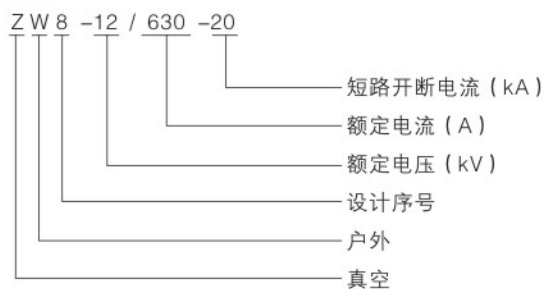 ZW8-12/630-20
短路开断电流(kA)
额定电流(A)
额定电压(kV)
设计序号
户外
真空